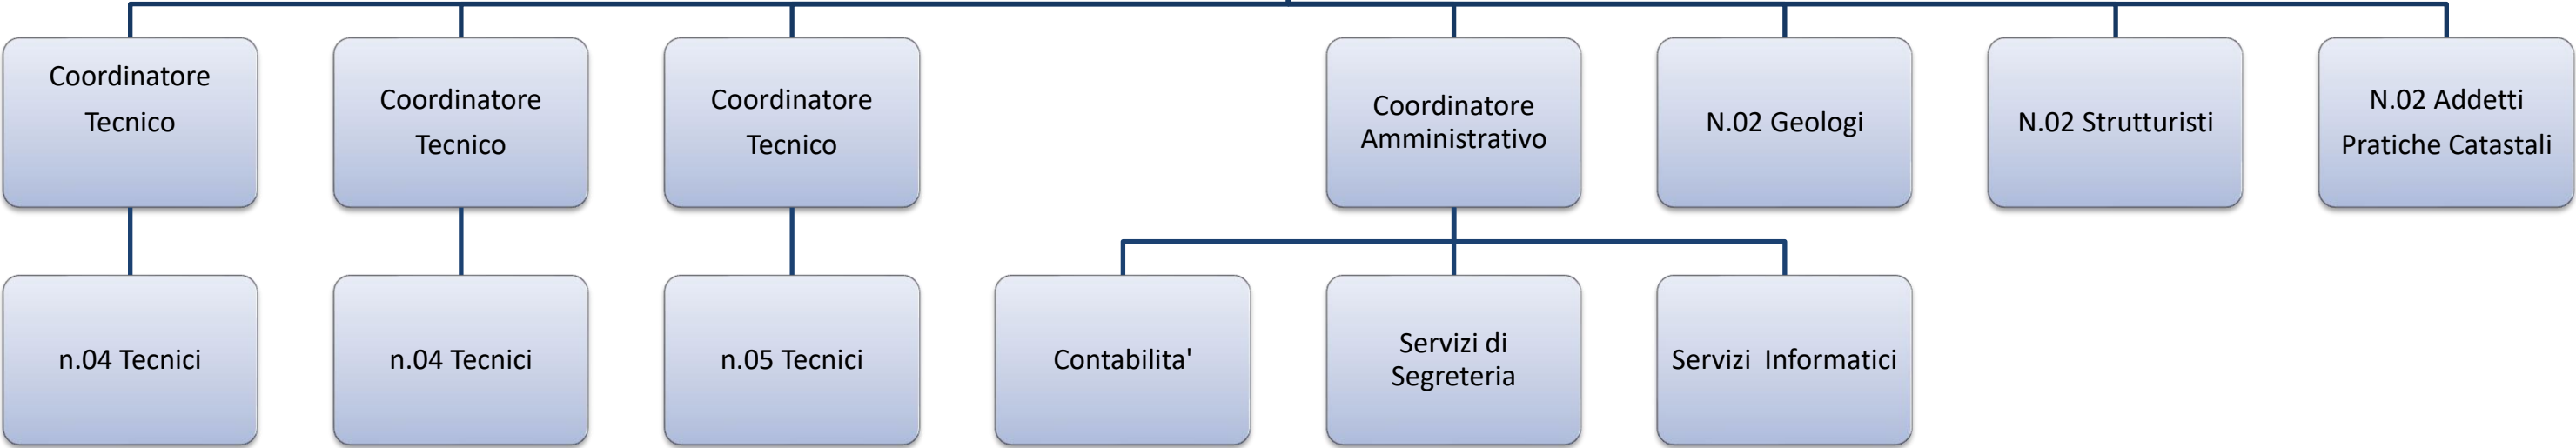 Coordinatore
Tecnico
Coordinatore
Tecnico
Coordinatore
Tecnico
Coordinatore
Amministrativo
N.02 Geologi
N.02 Strutturisti
N.02 Addetti
Pratiche Catastali
n.04 Tecnici
n.04 Tecnici
n.05 Tecnici
Contabilita'
Servizi di
Segreteria
Servizi  Informatici